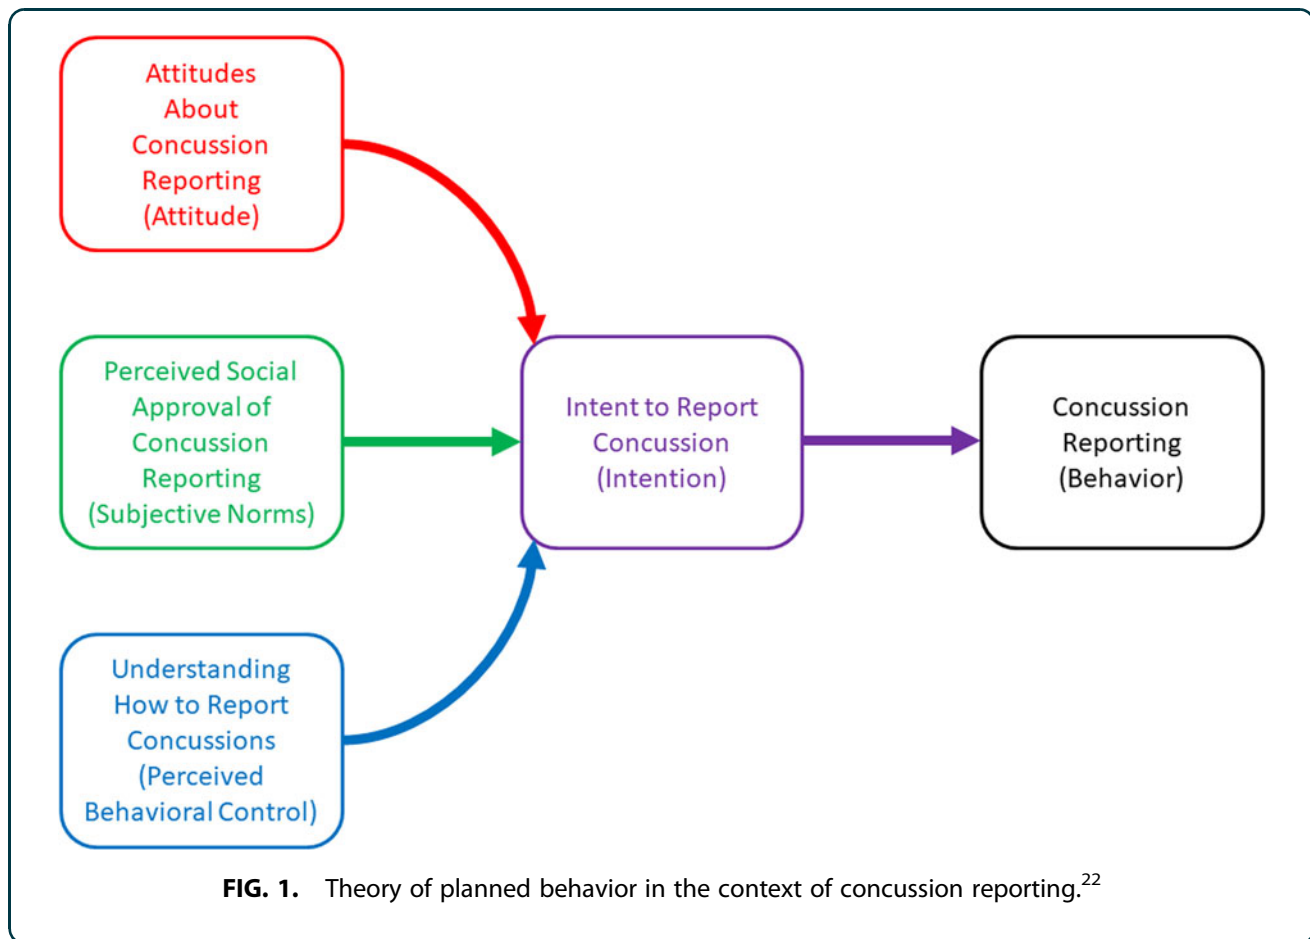 Attitudes
About
Concussion
Reporting
(Attitude)
Perceived Social
Approval of
Concussion
Reporting
(Subjective Norms)
Understanding
How to Report
Concussions
(Perceived
Behavioral Control)
Intent to Report
Concussion
(Intention)
Concussion
Reporting
(Behavior)
FIG. 1. Theory of planned behavior in the context of concussion reporting.22